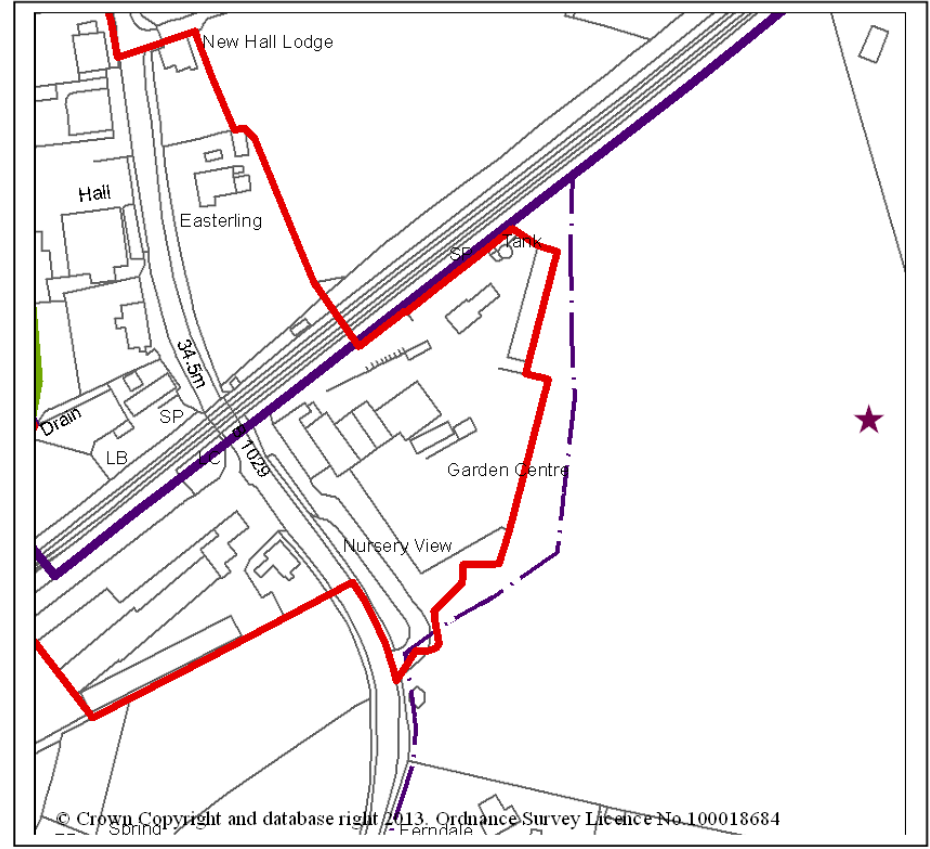 New Hall Lodge
Hall
Easterling
Tank
SP
34.5m
Drain
SP
LB
LC
B 1029
Garden Centre
Nursery View
© Crown Copyright and database right 2013. Ordnance Survey Licence No.100018684
Spring
Ferndale